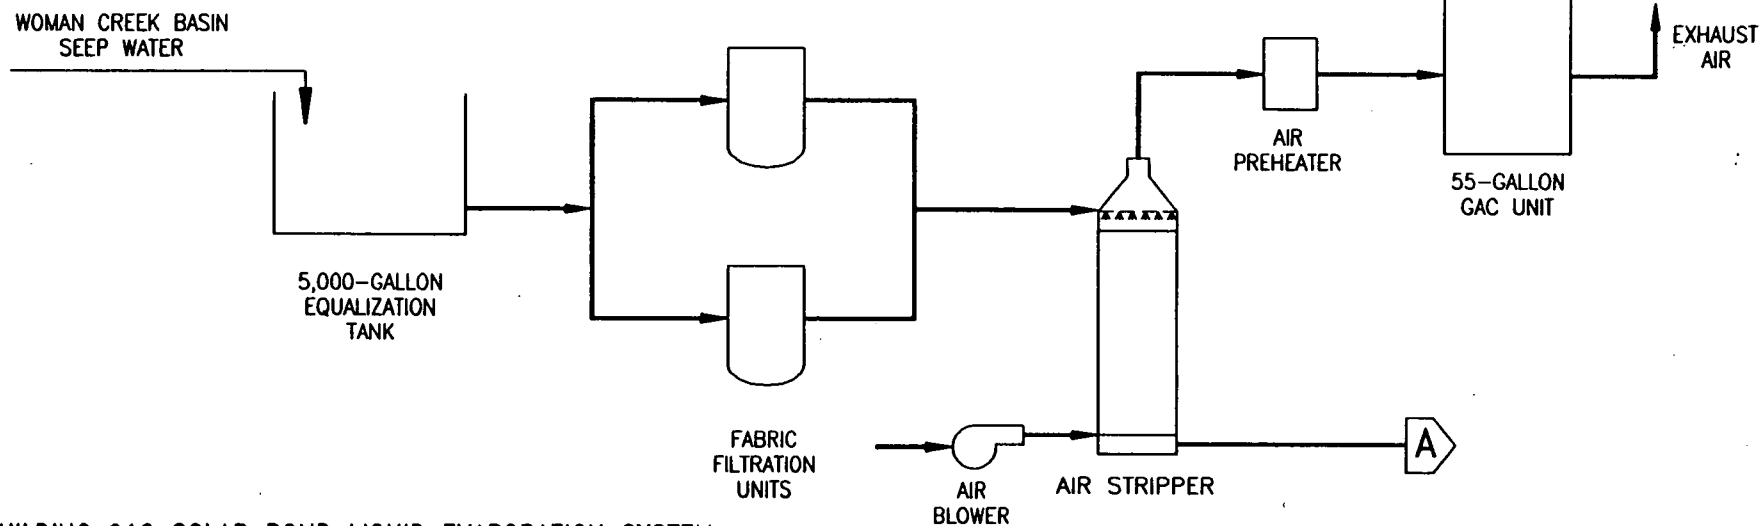 WOMAN CREEK BASIN
SEEP WATER
EXHAUST
AIR
AIR
PREHEATER
55-GALLON
GAC UNIT
5,000-GALLON
EQUALIZATION
TANK
FABRIC
FILTRATION
UNITS
AIR
BLOWER
AIR STRIPPER
A